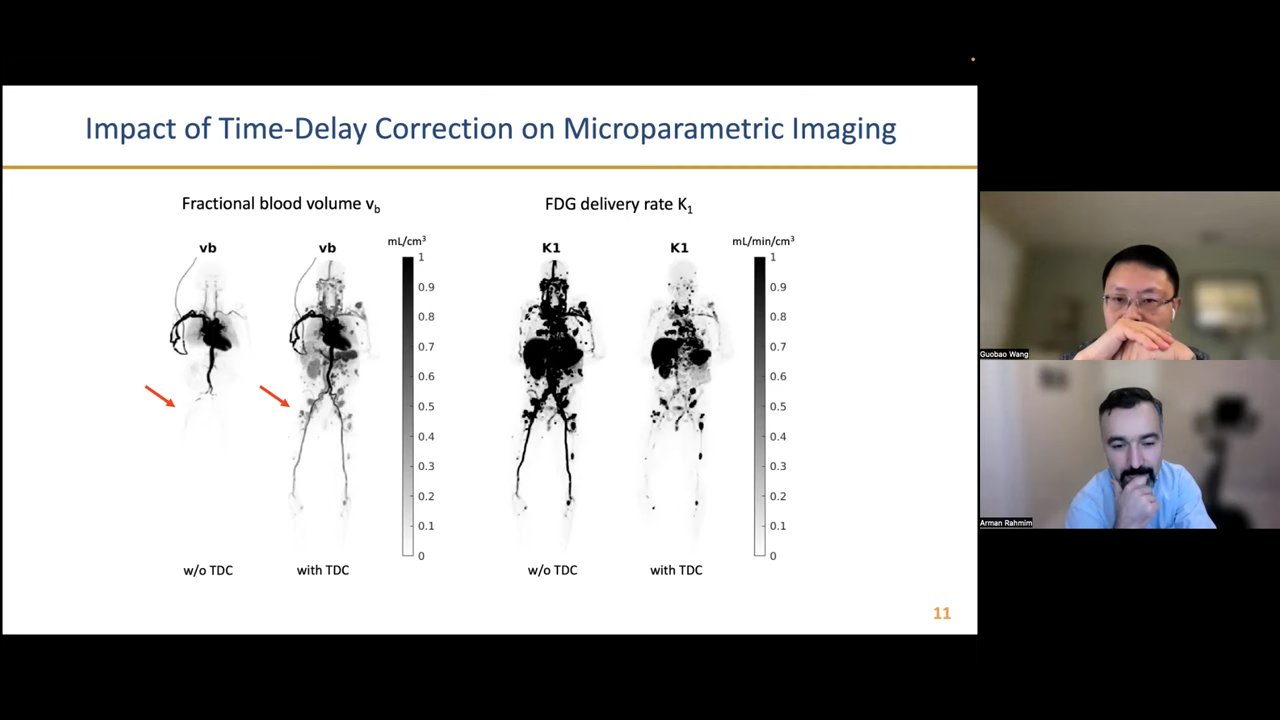 Impact of Time-Delay Correction on Microparametric Imaging
Fractional blood volume vb
FDG delivery rate K1
vb
vb
mL/cm3
K1
K1
mL/min/cm3
1
0.9
0.8
0.7
0.6
0.5
0.4
0.3
0.2
0.1
0
1
0.9
0.8
0.7
0.6
0.5
0.4
0.3
0.2
0.1
0
w/o TDC
with TDC
w/o TDC
with TDC
11
Guobao Wang
Arman Rahmim